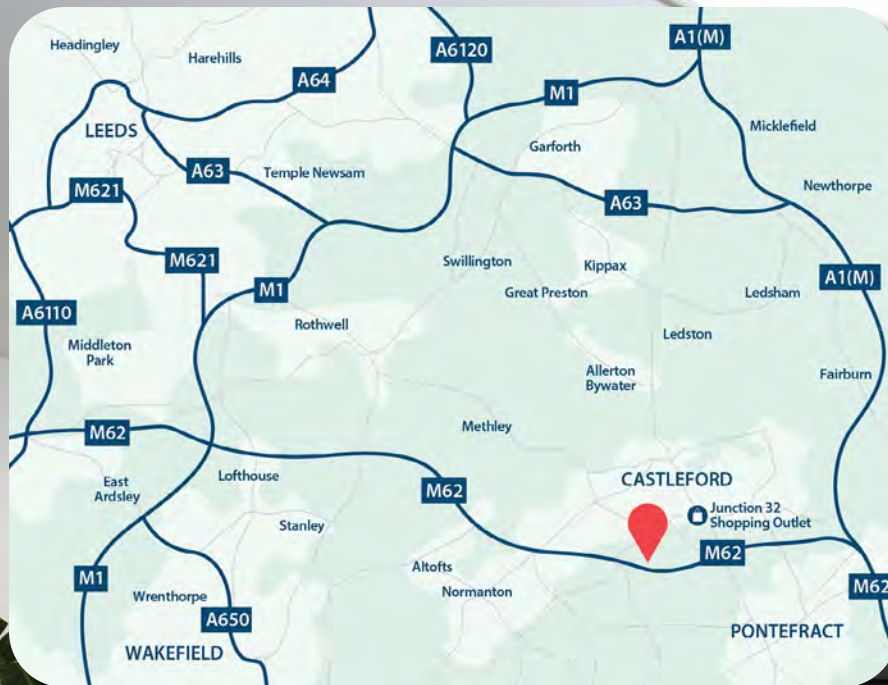 A6120
A1(M)
Headingley
Harehills
A64
M1
LEEDS
Micklefield
Garforth
A63
Temple Newsam
M621
Newthorpe
A63
M621
Swillington
Kippax
A1(M)
M1
Great Preston
Ledsham
A6110
Rothwell
Ledston
Middleton
Park
Allerton
Bywater
Fairburn
M62
Methley
East
Ardsley
Lofthouse
CASTLEFORD
M62
Junction 32
Shopping Outlet
Stanley
M62
Altofts
M1
Normanton
M62
Wrenthorpe
A650
PONTEFRACT
WAKEFIELD